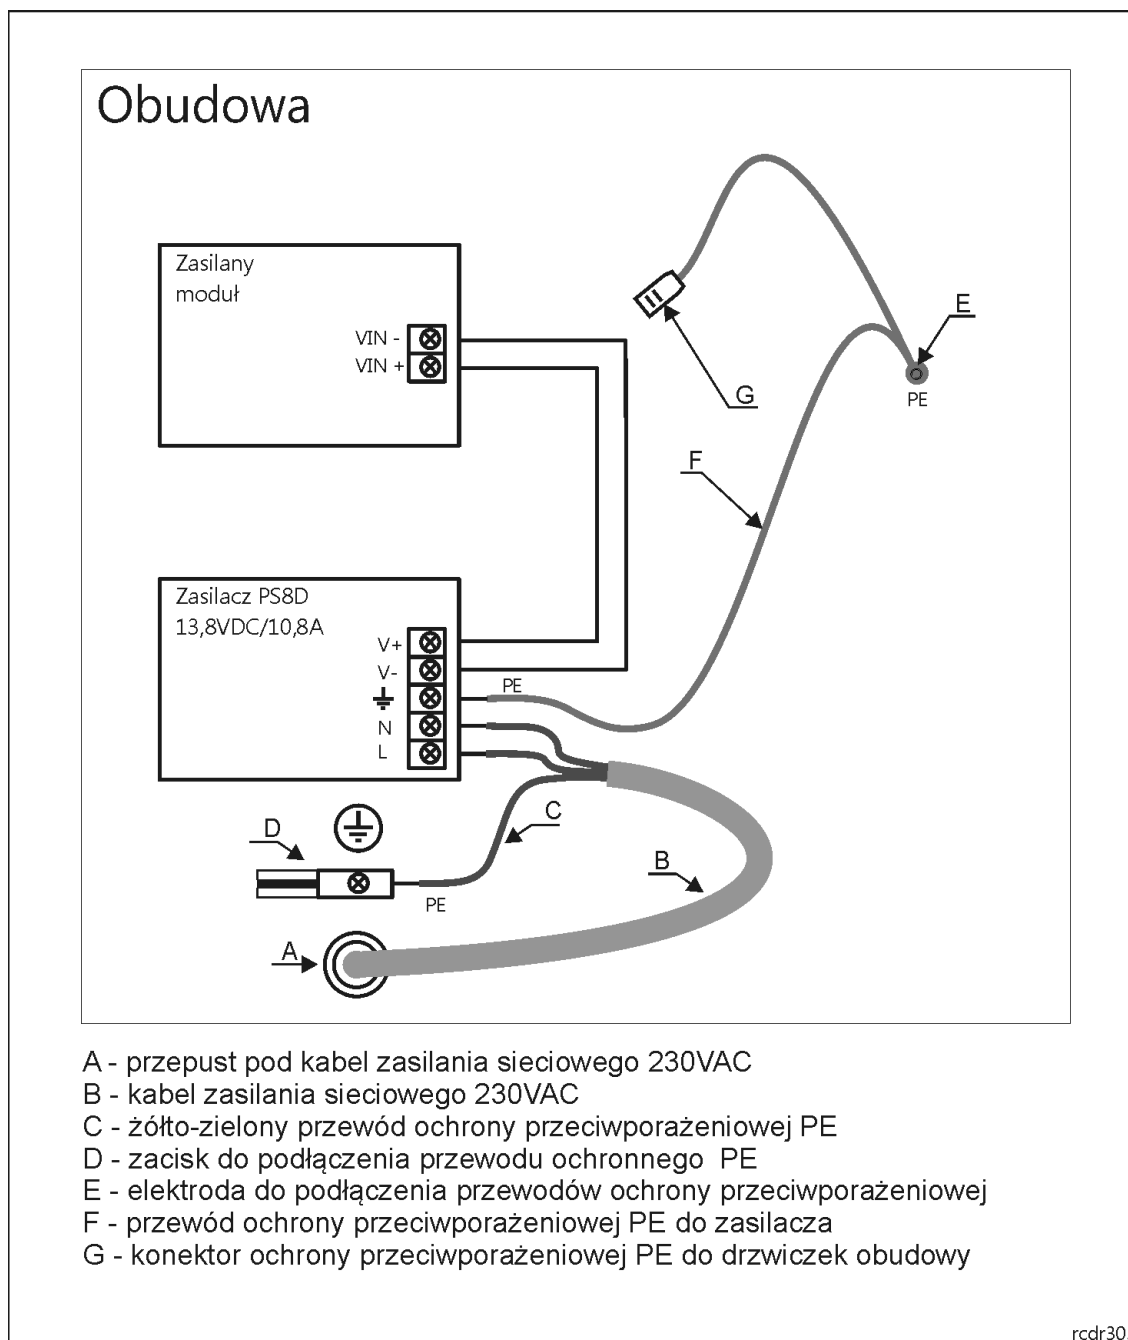 Obudowa
Zasilany
moduł
VIN -
VIN +
E
PE
G
F
Zasilacz PS8D
13,8VDC/10,8A
V+
V-
PE
N
L
C
D
B
PE
A
A - przepust pod kabel zasilania sieciowego 230VAC
B - kabel zasilania sieciowego 230VAC
C - żółto-zielony przewód ochrony przeciwporażeniowej PE
D - zacisk do podłączenia przewodu ochronnego  PE
E - elektroda do podłączenia przewodów ochrony przeciwporażeniowej
F - przewód ochrony przeciwporażeniowej PE do zasilacza
G - konektor ochrony przeciwporażeniowej PE do drzwiczek obudowy